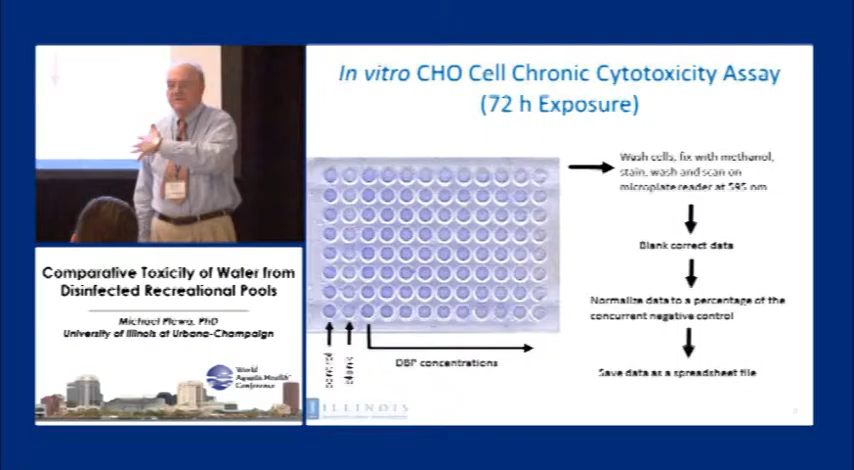 In vitro CHO Cell Chronic Cytotoxicity Assay
(72 h Exposure)
Wash cells, fix with methanol,
stain, wash and scan on
microplate reader at 595 nm
Blank correct data
Normalize data to a percentage of the
concurrent negative control
Save data as a spreadsheet file
control
blank
DBP concentrations
ILLINOIS
Comparative Toxicity of Water from
Disinfected Recreational Pools
Michael Plewa, PhD
University of Illinois at Urbana-Champaign
World
Aquatic Health
Conference